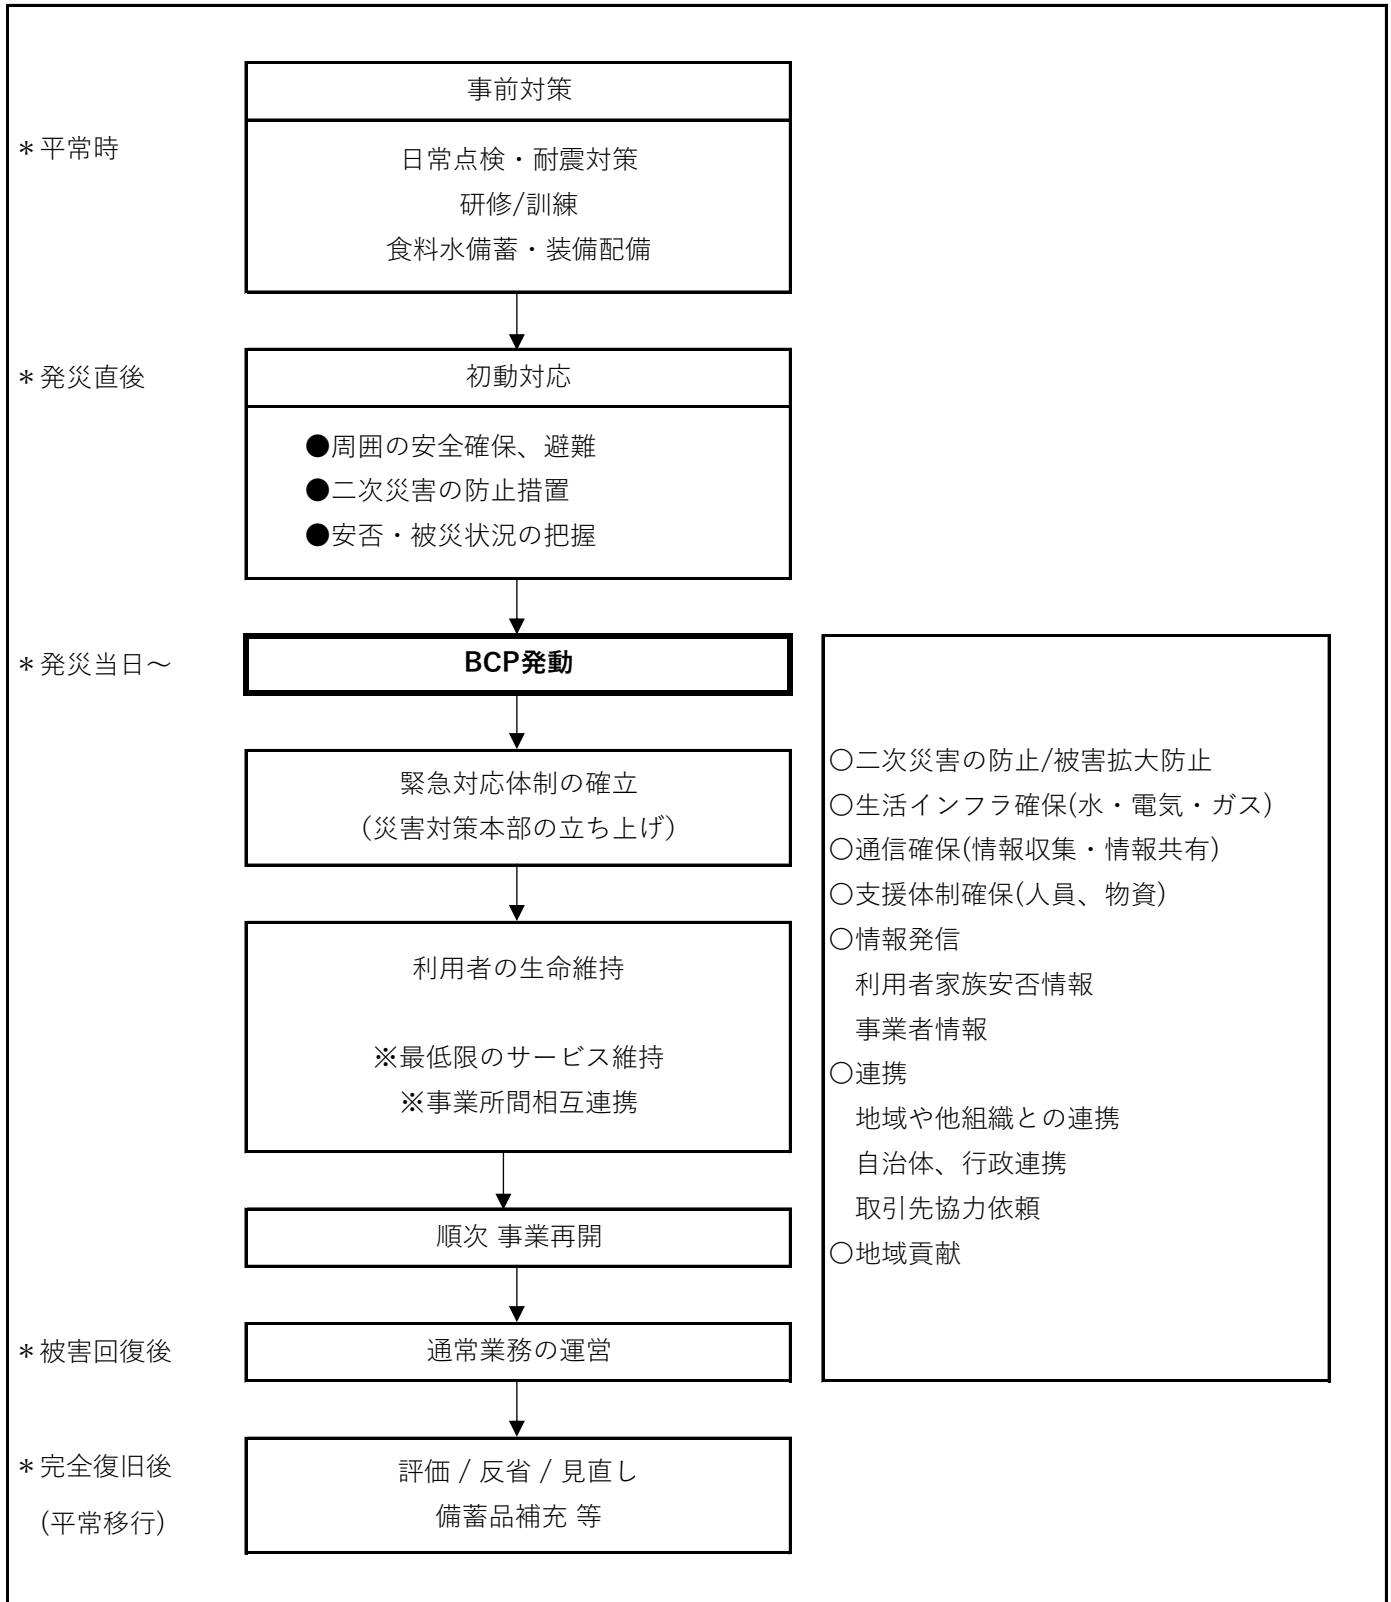 事前対策
＊平常時
日常点検・耐震対策
研修/訓練
食料水備蓄・装備配備
＊発災直後
初動対応
●周囲の安全確保、避難
●二次災害の防止措置
●安否・被災状況の把握
＊発災当日～
BCP発動
緊急対応体制の確立
（災害対策本部の立ち上げ）
利用者の生命維持
※最低限のサービス維持
※事業所間相互連携
順次 事業再開
〇二次災害の防止/被害拡大防止
〇生活インフラ確保(水・電気・ガス)
〇通信確保(情報収集・情報共有)
〇支援体制確保(人員、物資)
〇情報発信
利用者家族安否情報
事業者情報
〇連携
地域や他組織との連携
自治体、行政連携
取引先協力依頼
〇地域貢献
＊被害回復後
通常業務の運営
＊完全復旧後
(平常移行)
評価 / 反省 / 見直し
備蓄品補充 等